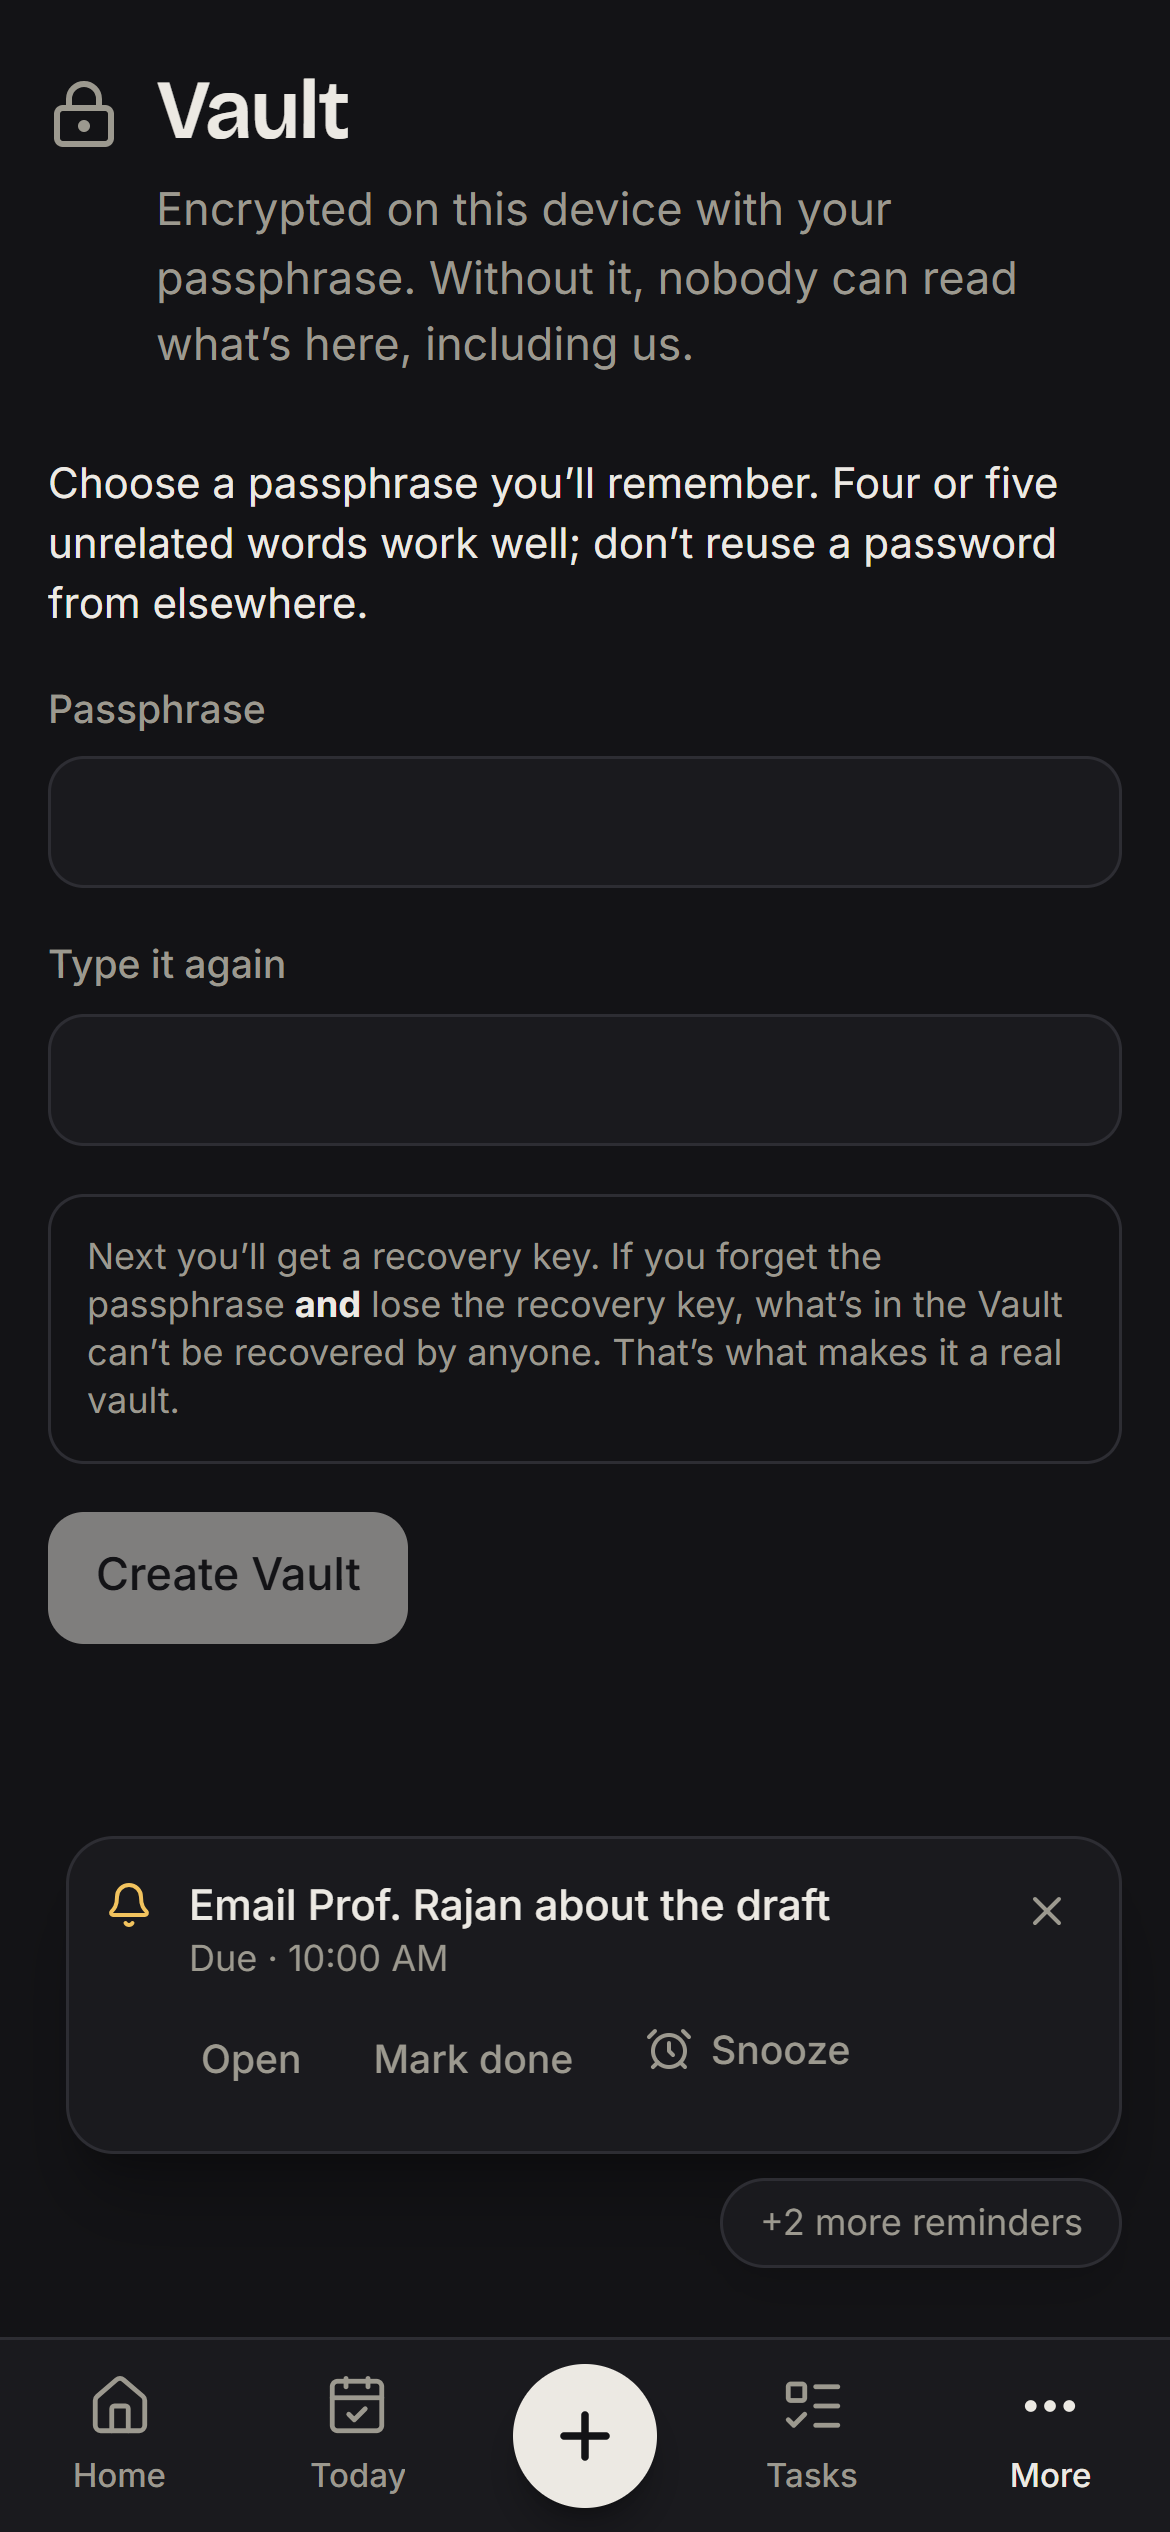 Vault
Encrypted on this device with your
passphrase. Without it, nobody can read
what’s here, including us.
Choose a passphrase you’ll remember. Four or five
unrelated words work well; don’t reuse a password
from elsewhere.
Passphrase
Type it again
Next you’ll get a recovery key. If you forget the
passphrase and lose the recovery key, what’s in the Vault
can’t be recovered by anyone. That’s what makes it a real
vault.
Create Vault
Email Prof. Rajan about the draft
Due · 10:00 AM
Open Mark done Snooze
+2 more reminders
Home Today Tasks More